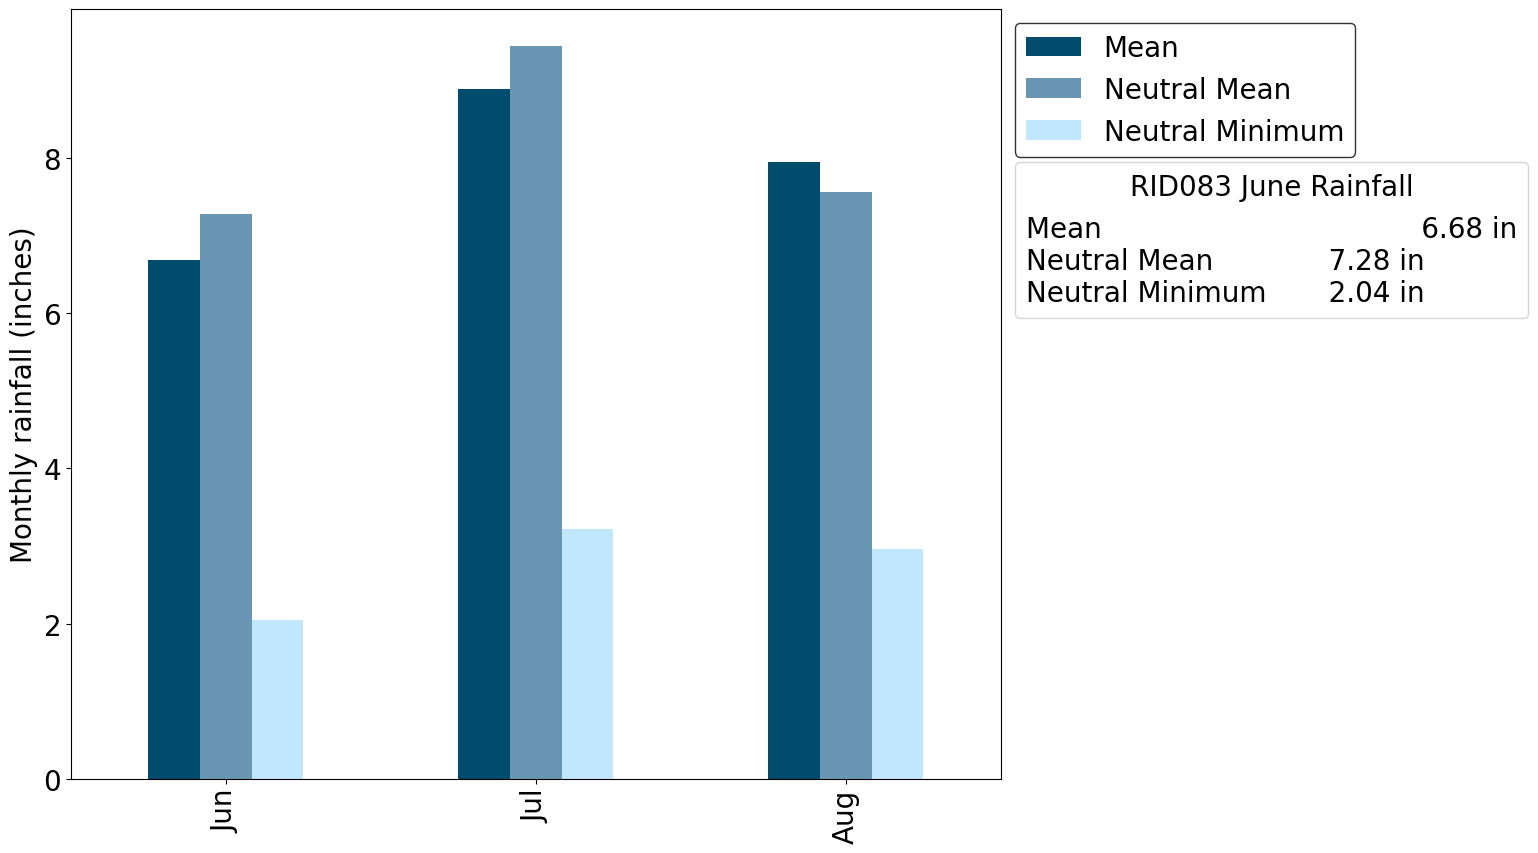 Mean
Neutral Mean
Neutral Minimum
RID083 June Rainfall
Mean 6.68 in
Neutral Mean 7.28 in
Neutral Minimum 2.04 in
Monthly rainfall (inches)
8
6
4
2
0
Jun
Jul
Aug